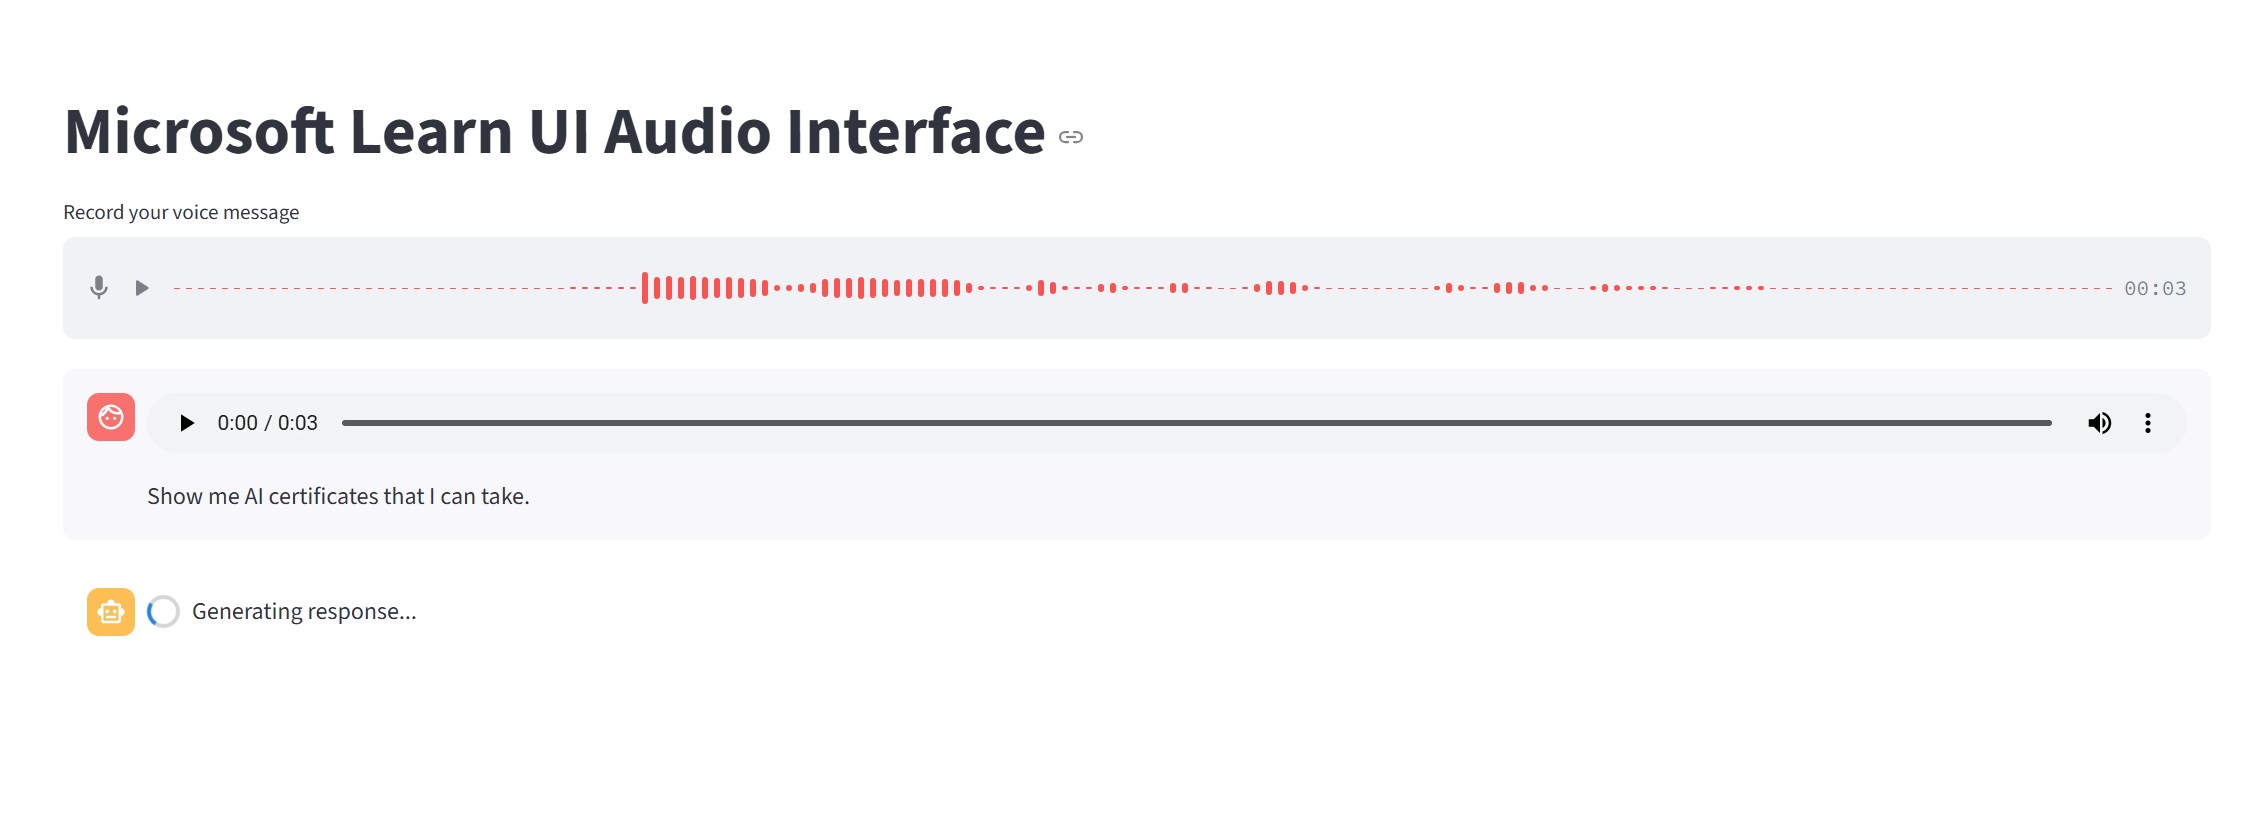 Microsoft Learn UI Audio Interface
Record your voice message
00:03
0:00 / 0:03
Show me AI certificates that I can take.
Generating response...